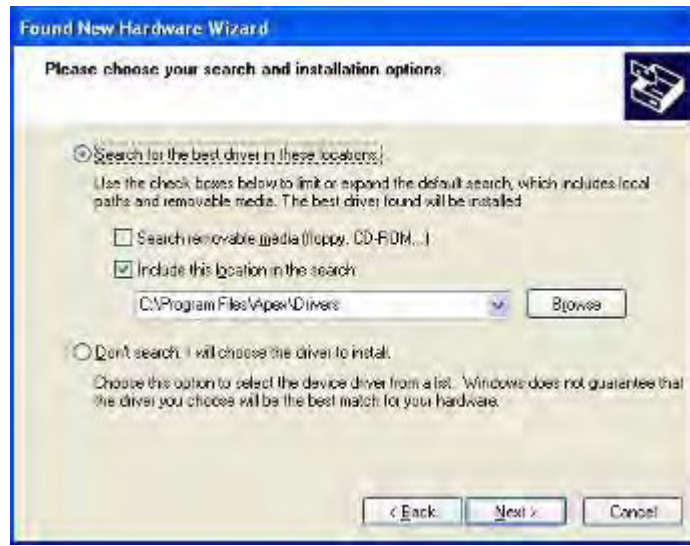 Found New Hardware Wizard
Please choose your search and installation options.
Search for the best driver in these locations.
Use the check boxes below to limit or expand the default search, which includes local
paths and removable media. The best driver found will be installed.
Search removable media (floppy, CD-ROM...)
Include this location in the search:
C:\Program Files\Apex\Drivers
Browse
Don't search. I will choose the driver to install.
Choose this option to select the device driver from a list. Windows does not guarantee that
the driver you choose will be the best match for your hardware.
< Back
Next >
Cancel